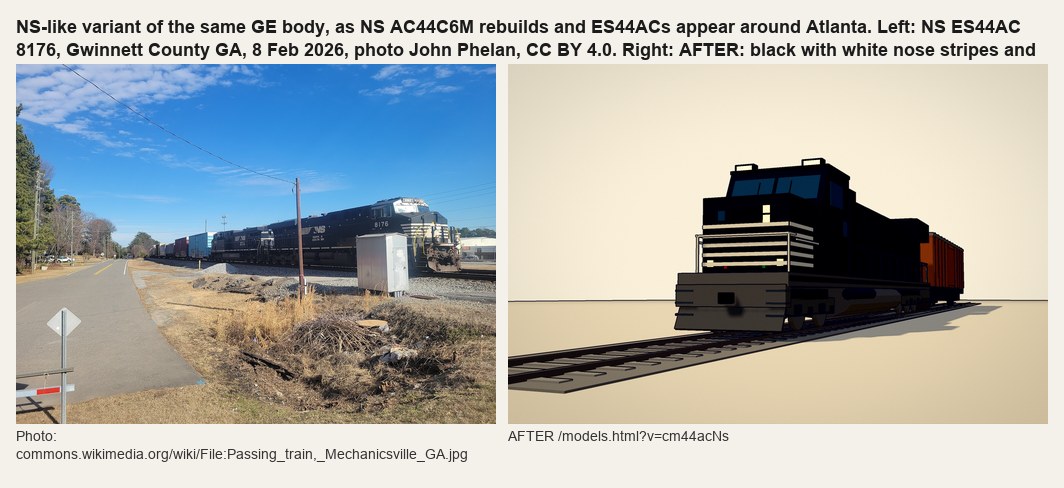 NS-like variant of the same GE body, as NS AC44C6M rebuilds and ES44ACs appear around Atlanta. Left: NS ES44AC
8176, Gwinnett County GA, 8 Feb 2026, photo John Phelan, CC BY 4.0. Right: AFTER: black with white nose stripes and
8176
NS
Photo:
commons.wikimedia.org/wiki/File:Passing_train,_Mechanicsville_GA.jpg
AFTER /models.html?v=cm44acNs